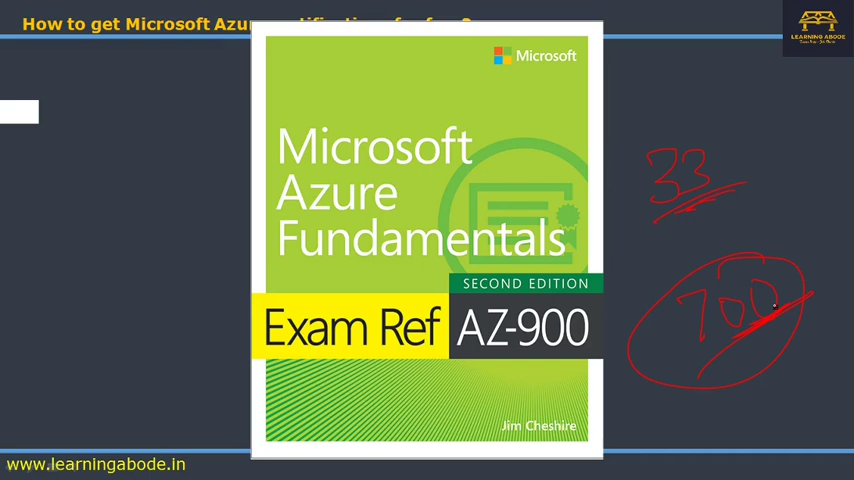 How to get Microsoft Azure
LEARNING ABODE
Microsoft
Microsoft
Azure
Fundamentals
SECOND EDITION
Exam Ref
AZ-900
Jim Cheshire
33
700
www.learningabode.in